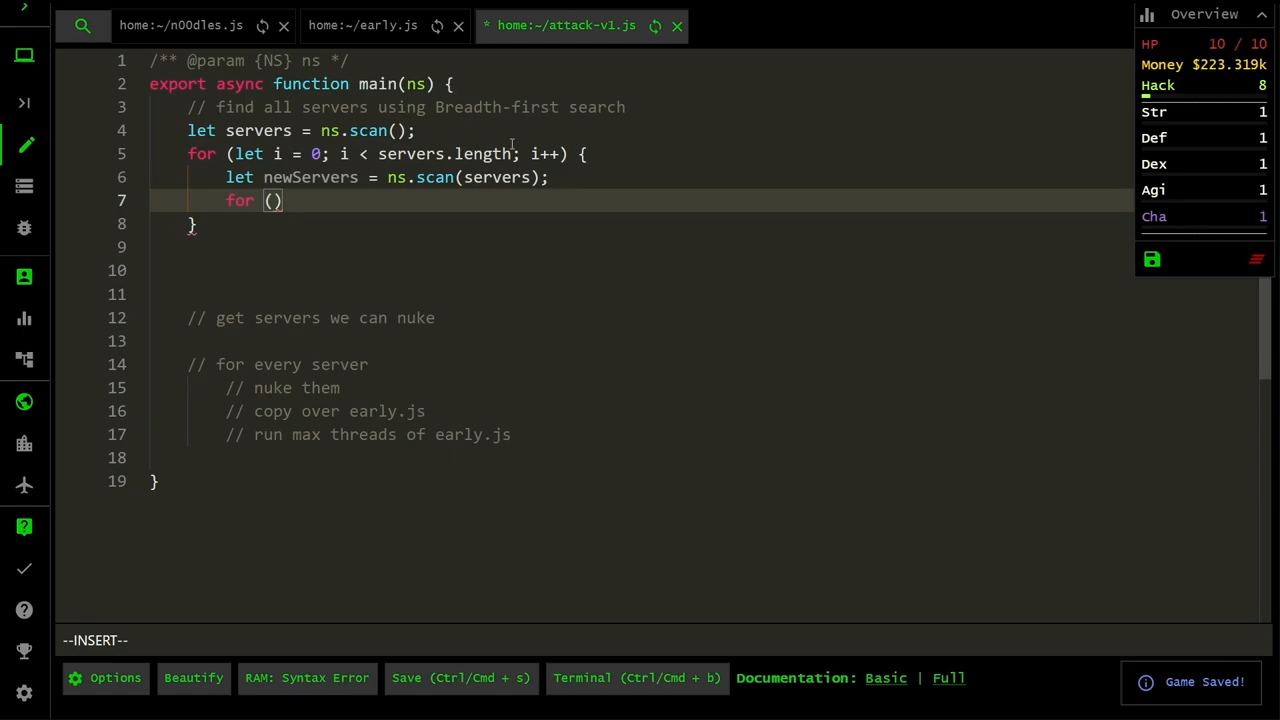 home:~/n00dles.js
home:~/early.js
* home:~/attack-v1.js
Overview
HP 10 / 10
Money $223.319k
Hack 8
Str 1
Def 1
Dex 1
Agi 1
Cha 1
1 /** @param {NS} ns */
2 export async function main(ns) {
3 // find all servers using Breadth-first search
4 let servers = ns.scan();
5 for (let i = 0; i < servers.length; i++) {
6 let newServers = ns.scan(servers);
7 for ()
8 }
9
10
11
12 // get servers we can nuke
13
14 // for every server
15 // nuke them
16 // copy over early.js
17 // run max threads of early.js
18
19 }
--INSERT--
Options
Beautify
RAM: Syntax Error
Save (Ctrl/Cmd + s)
Terminal (Ctrl/Cmd + b)
Documentation: Basic | Full
Game Saved!